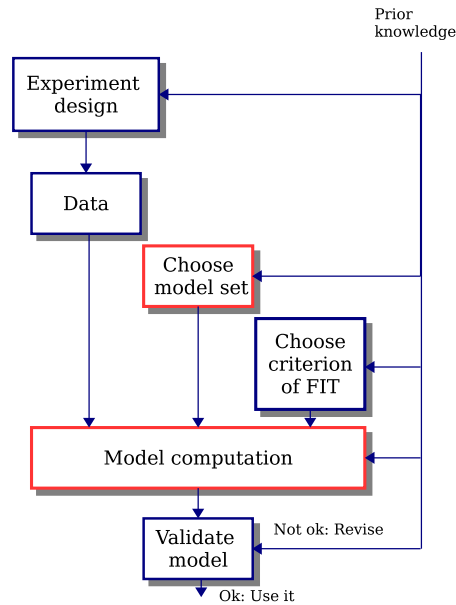 Prior
knowledge
Experiment
design
Data
Choose
model set
Choose
criterion
of FIT
Model computation
Not ok: Revise
Validate
model
Ok: Use it